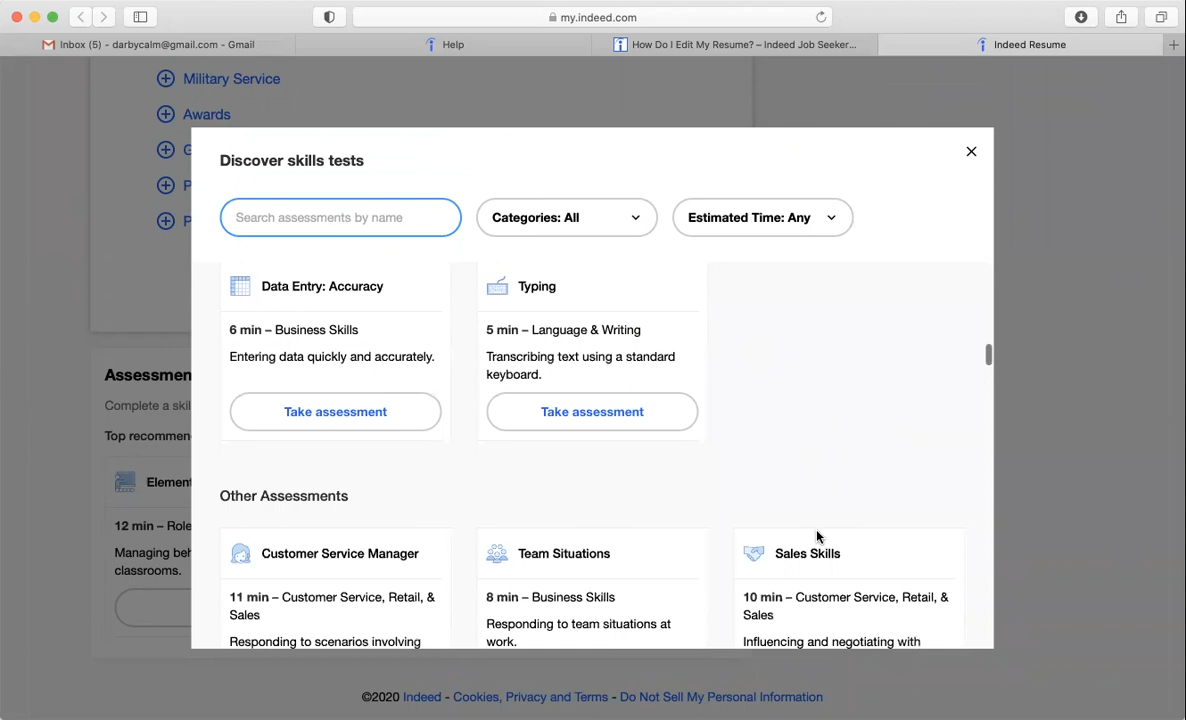 my.indeed.com
Inbox (5) - darbycalm@gmail.com - Gmail
Help
How Do I Edit My Resume? – Indeed Job Seeker...
Indeed Resume
Military Service
Awards
G
P
P
Discover skills tests
Search assessments by name
Categories: All
Estimated Time: Any
Data Entry: Accuracy
6 min – Business Skills
Entering data quickly and accurately.
Take assessment
Typing
5 min – Language & Writing
Transcribing text using a standard
keyboard.
Take assessment
Other Assessments
Customer Service Manager
11 min – Customer Service, Retail, &
Sales
Responding to scenarios involving
Team Situations
8 min – Business Skills
Responding to team situations at
work.
Sales Skills
10 min – Customer Service, Retail, &
Sales
Influencing and negotiating with
Assessmen
Complete a skil
Top recommen
Element
12 min – Role
Managing beh
classrooms.
©2020 Indeed - Cookies, Privacy and Terms - Do Not Sell My Personal Information